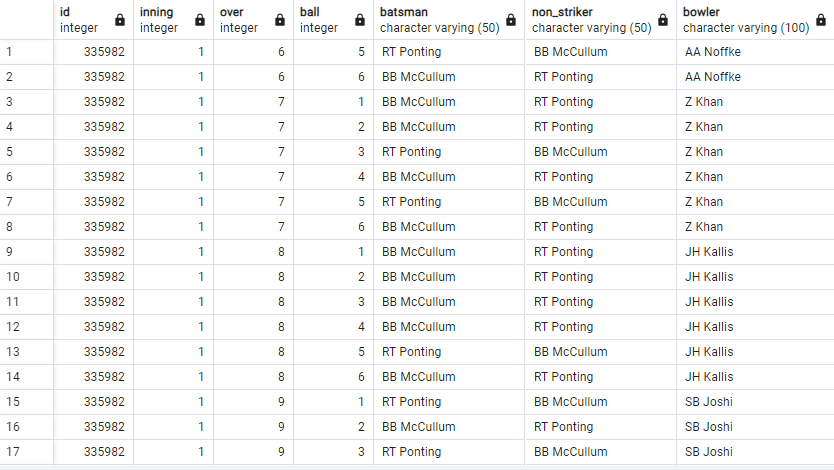 id inning over ball batsman non_striker bowler
integer integer integer integer character varying (50) character varying (50) character varying (100)
1 335982 1 6 5 RT Ponting BB McCullum AA Noffke
2 335982 1 6 6 BB McCullum RT Ponting AA Noffke
3 335982 1 7 1 BB McCullum RT Ponting Z Khan
4 335982 1 7 2 BB McCullum RT Ponting Z Khan
5 335982 1 7 3 RT Ponting BB McCullum Z Khan
6 335982 1 7 4 BB McCullum RT Ponting Z Khan
7 335982 1 7 5 RT Ponting BB McCullum Z Khan
8 335982 1 7 6 BB McCullum RT Ponting Z Khan
9 335982 1 8 1 BB McCullum RT Ponting JH Kallis
10 335982 1 8 2 BB McCullum RT Ponting JH Kallis
11 335982 1 8 3 BB McCullum RT Ponting JH Kallis
12 335982 1 8 4 BB McCullum RT Ponting JH Kallis
13 335982 1 8 5 RT Ponting BB McCullum JH Kallis
14 335982 1 8 6 BB McCullum RT Ponting JH Kallis
15 335982 1 9 1 RT Ponting BB McCullum SB Joshi
16 335982 1 9 2 BB McCullum RT Ponting SB Joshi
17 335982 1 9 3 RT Ponting BB McCullum SB Joshi